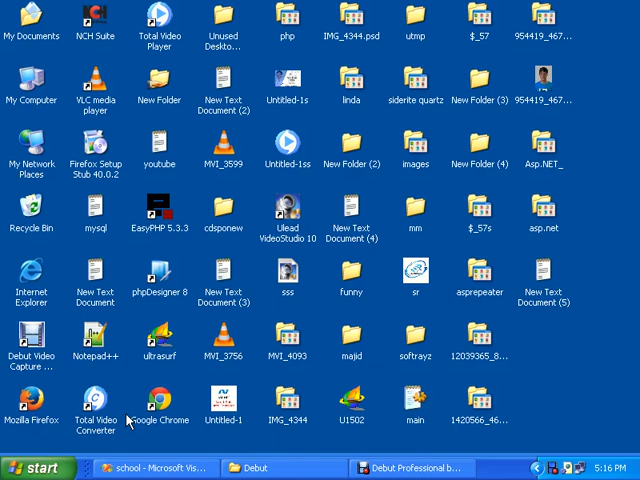 My Documents
NCH Suite
Total Video
Player
Unused
Deskto...
php
IMG_4344.psd
utmp
$_57
954419_467...
My Computer
VLC media
player
New Folder
New Text
Document (2)
Untitled-1s
linda
siderite quartz
New Folder (3)
954419_467...
My Network
Places
Firefox Setup
Stub 40.0.2
youtube
MVI_3599
Untitled-1ss
New Folder (2)
images
New Folder (4)
Asp.NET_
Recycle Bin
mysql
EasyPHP 5.3.3
cdsponew
Ulead
VideoStudio 10
New Text
Document (4)
mm
$_57s
asp.net
Internet
Explorer
New Text
Document
phpDesigner 8
New Text
Document (3)
sss
funny
sr
asprepeater
New Text
Document (5)
Debut Video
Capture ...
Notepad++
ultrasurf
MVI_3756
MVI_4093
majid
softrayz
12039365_8...
Mozilla Firefox
Total Video
Converter
Google Chrome
Untitled-1
IMG_4344
U1502
main
1420566_46...
start
school - Microsoft Vis...
Debut
Debut Professional b...
5:16 PM